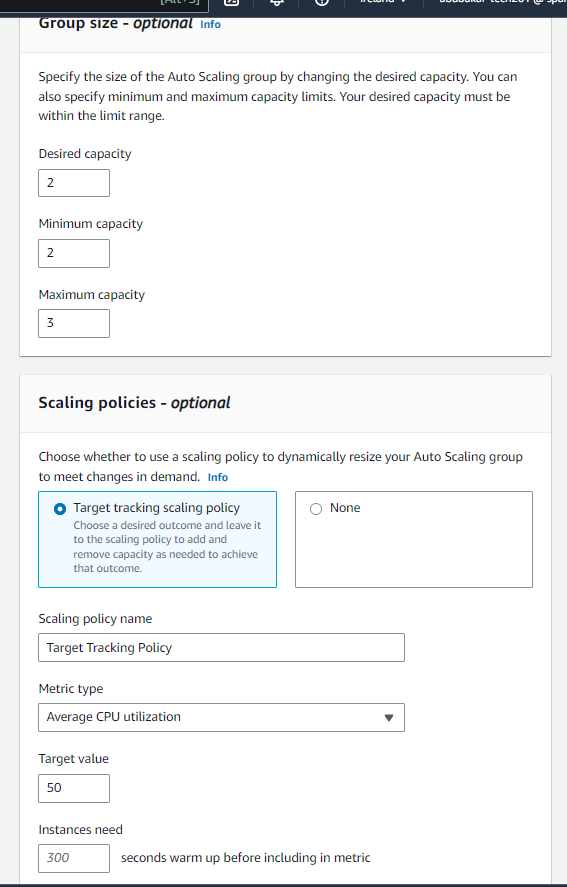 [Alt+S]
Ireland
Group size - optional Info
Specify the size of the Auto Scaling group by changing the desired capacity. You can
also specify minimum and maximum capacity limits. Your desired capacity must be
within the limit range.
Desired capacity
2
Minimum capacity
2
Maximum capacity
3
Scaling policies - optional
Choose whether to use a scaling policy to dynamically resize your Auto Scaling group
to meet changes in demand. Info
Target tracking scaling policy
Choose a desired outcome and leave it
to the scaling policy to add and
remove capacity as needed to achieve
that outcome.
None
Scaling policy name
Target Tracking Policy
Metric type
Average CPU utilization
Target value
50
Instances need
300 seconds warm up before including in metric